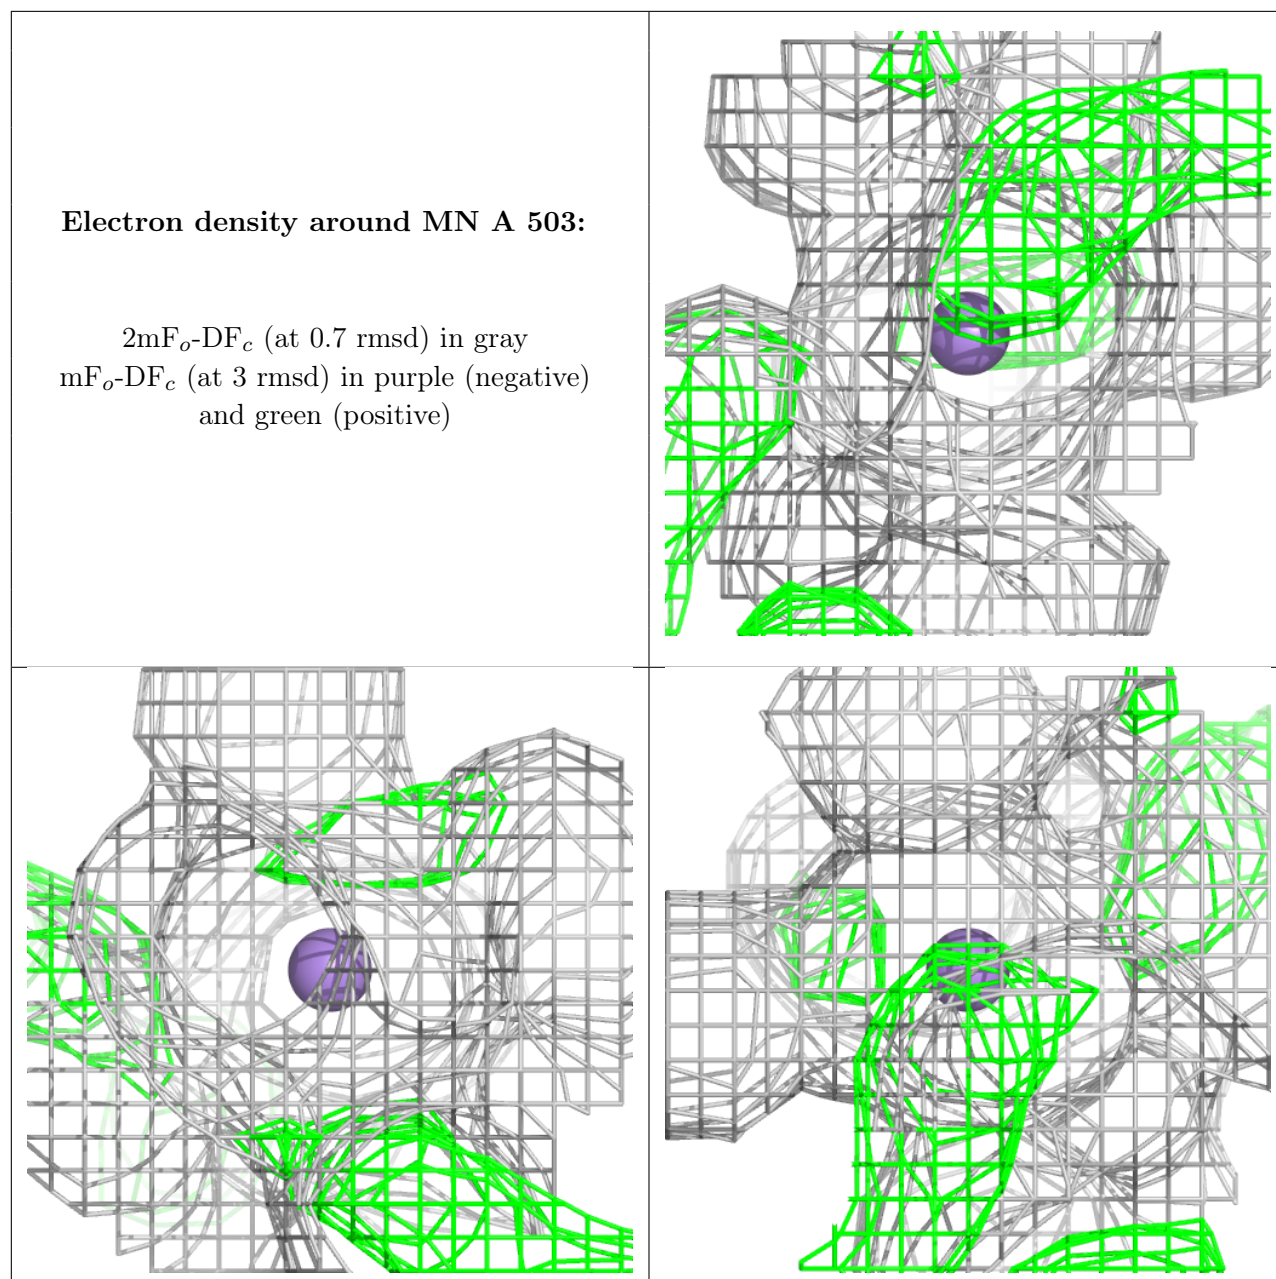 Electron density around MN A 503:
2mFₒ-DF𝒸 (at 0.7 rmsd) in gray
mFₒ-DF𝒸 (at 3 rmsd) in purple (negative)
and green (positive)